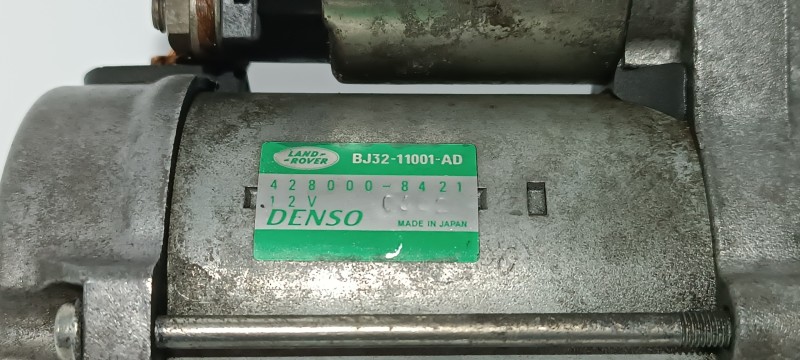 LAND-
-ROVER
BJ32-11001-AD
428000-8421
12V
DENSO
MADE IN JAPAN